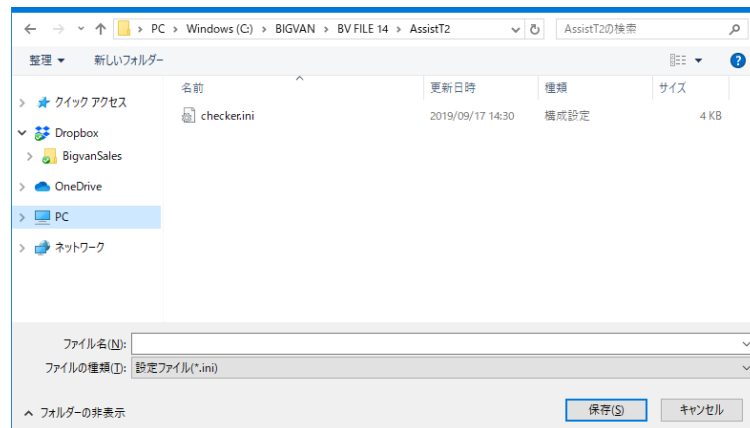 PC › Windows (C:) › BIGVAN › BV FILE 14 › AssistT2
AssistT2の検索
整理 新しいフォルダー
名前 更新日時 種類 サイズ
クイック アクセス
checker.ini 2019/09/17 14:30 構成設定 4 KB
Dropbox
BigvanSales
OneDrive
PC
ネットワーク
ファイル名(N):
ファイルの種類(T): 設定ファイル(*.ini)
フォルダーの非表示 保存(S) キャンセル